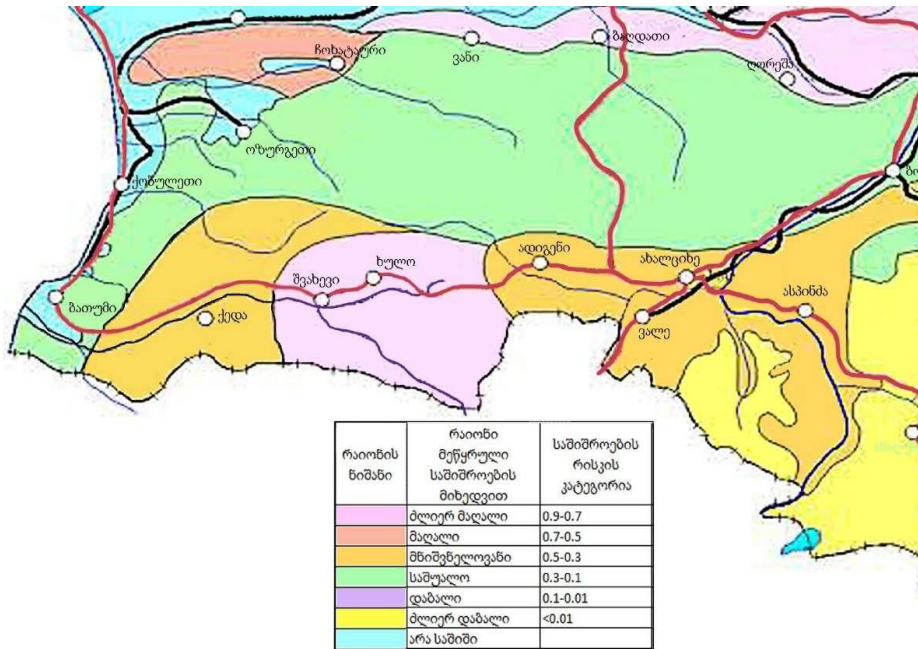 ჩოხატაური
ვანი
ბაღდათი
ღორეშა
ოზურგეთი
ქობულეთი
ხულო
ადიგენი
ახალციხე
შვახევი
ასპინძა
ბათუმი
ქედა
ვალე
რაიონის ნიშანი
რაიონი მეწყრული საშიშროების მიხედვით
საშიშროების რისკის კატეგორია
ძლიერ მაღალი 0.9-0.7
მაღალი 0.7-0.5
მნიშვნელოვანი 0.5-0.3
საშუალო 0.3-0.1
დაბალი 0.1-0.01
ძლიერ დაბალი <0.01
არა საშიში